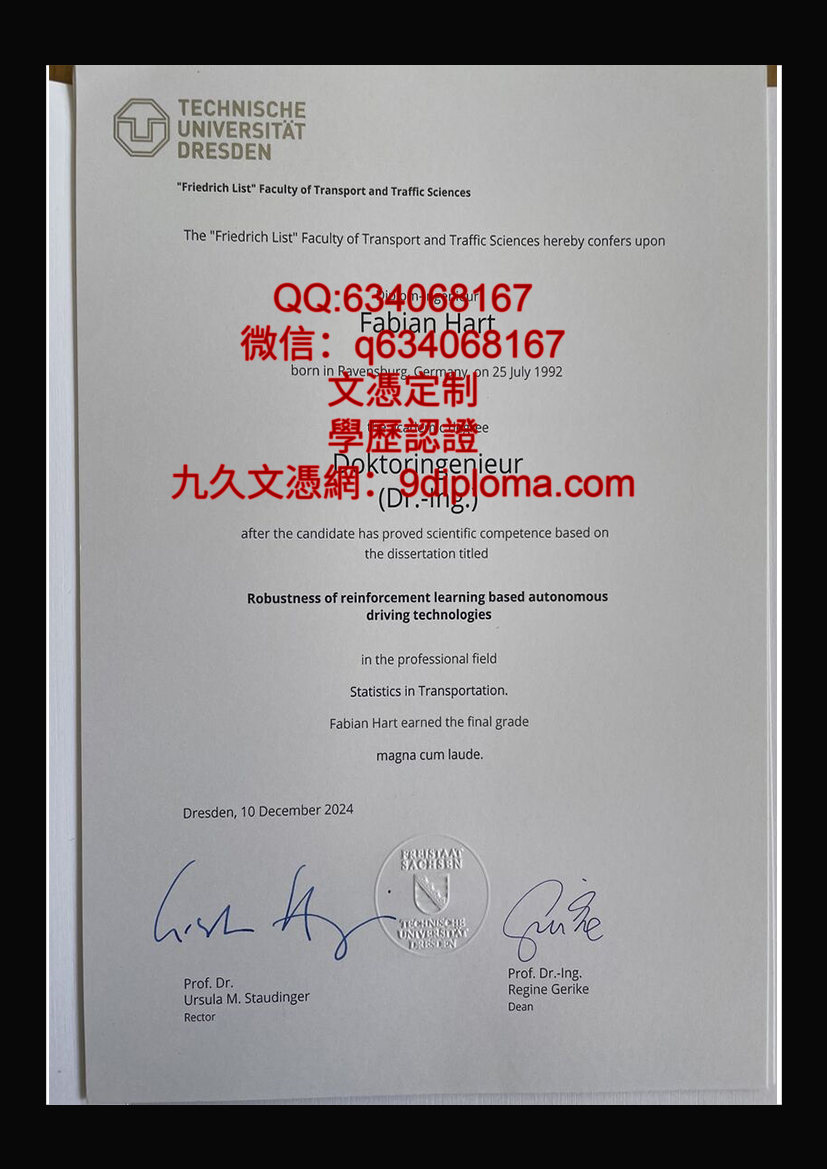 TECHNISCHE
UNIVERSITÄT
DRESDEN
"Friedrich List" Faculty of Transport and Traffic Sciences
The "Friedrich List" Faculty of Transport and Traffic Sciences hereby confers upon
Diplom-Ingenieur
QQ:634068167
Fabian Hart
微信：q634068167
born in Ravensburg, Germany, on 25 July 1992
文憑定制
the academic degree
學歷認證
Doktoringenieur
九久文憑網：9diploma.com
(Dr.-Ing.)
after the candidate has proved scientific competence based on
the dissertation titled
Robustness of reinforcement learning based autonomous
driving technologies
in the professional field
Statistics in Transportation.
Fabian Hart earned the final grade
magna cum laude.
Dresden, 10 December 2024
FREISTAAT
SACHSEN
TECHNISCHE
UNIVERSITÄT
DRESDEN
Prof. Dr.
Ursula M. Staudinger
Rector
Prof. Dr.-Ing.
Regine Gerike
Dean